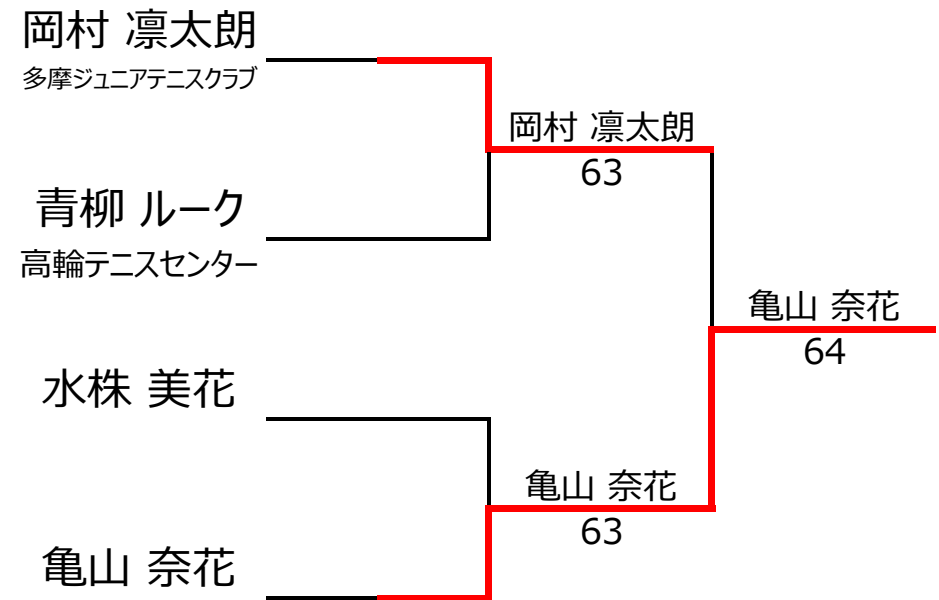 岡村 凛太朗
多摩ジュニアテニスクラブ
岡村 凛太朗
63
青柳 ルーク
高輪テニスセンター
亀山 奈花
64
水株 美花
亀山 奈花
63
亀山 奈花